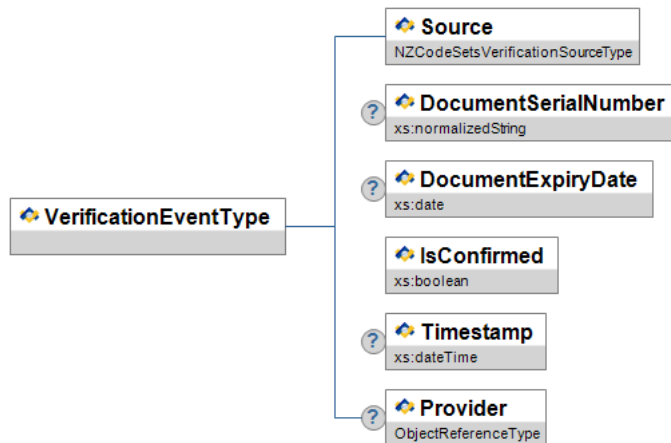 Source
NZCodeSetsVerificationSourceType
?
DocumentSerialNumber
xs:normalizedString
?
DocumentExpiryDate
xs:date
VerificationEventType
IsConfirmed
xs:boolean
?
Timestamp
xs:dateTime
?
Provider
ObjectReferenceType